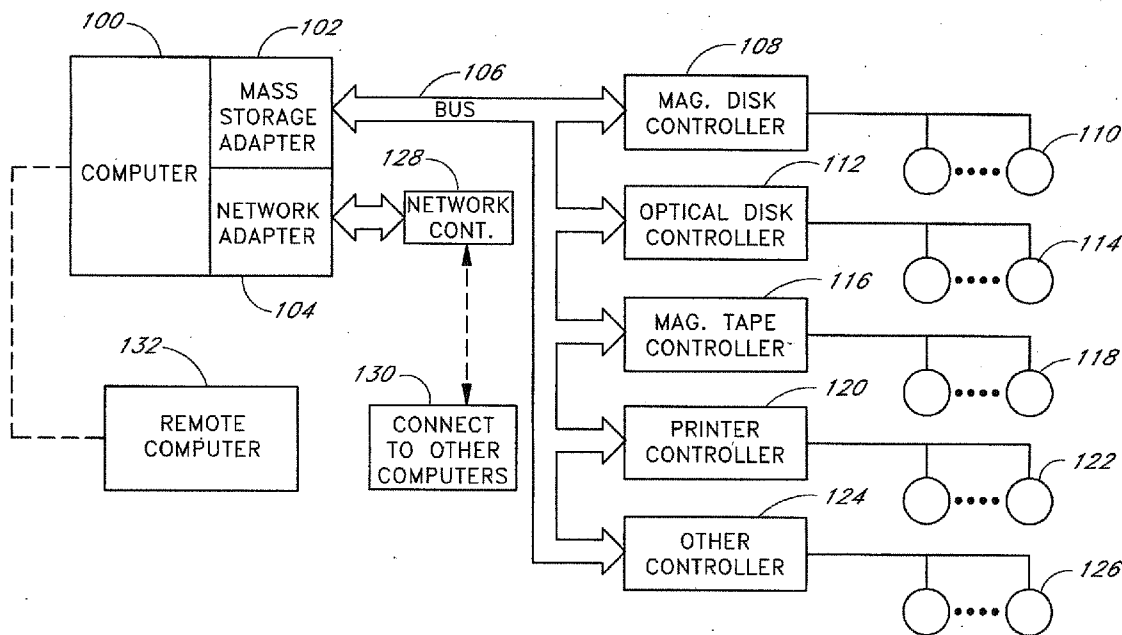 100
102
108
106
MASS
STORAGE
ADAPTER
BUS
MAG. DISK
CONTROLLER
110
COMPUTER
128
112
NETWORK
ADAPTER
NETWORK
CONT.
OPTICAL DISK
CONTROLLER
114
104
116
MAG. TAPE
CONTROLLER
118
132
130
120
REMOTE
COMPUTER
CONNECT
TO OTHER
COMPUTERS
PRINTER
CONTROLLER
122
124
OTHER
CONTROLLER
126